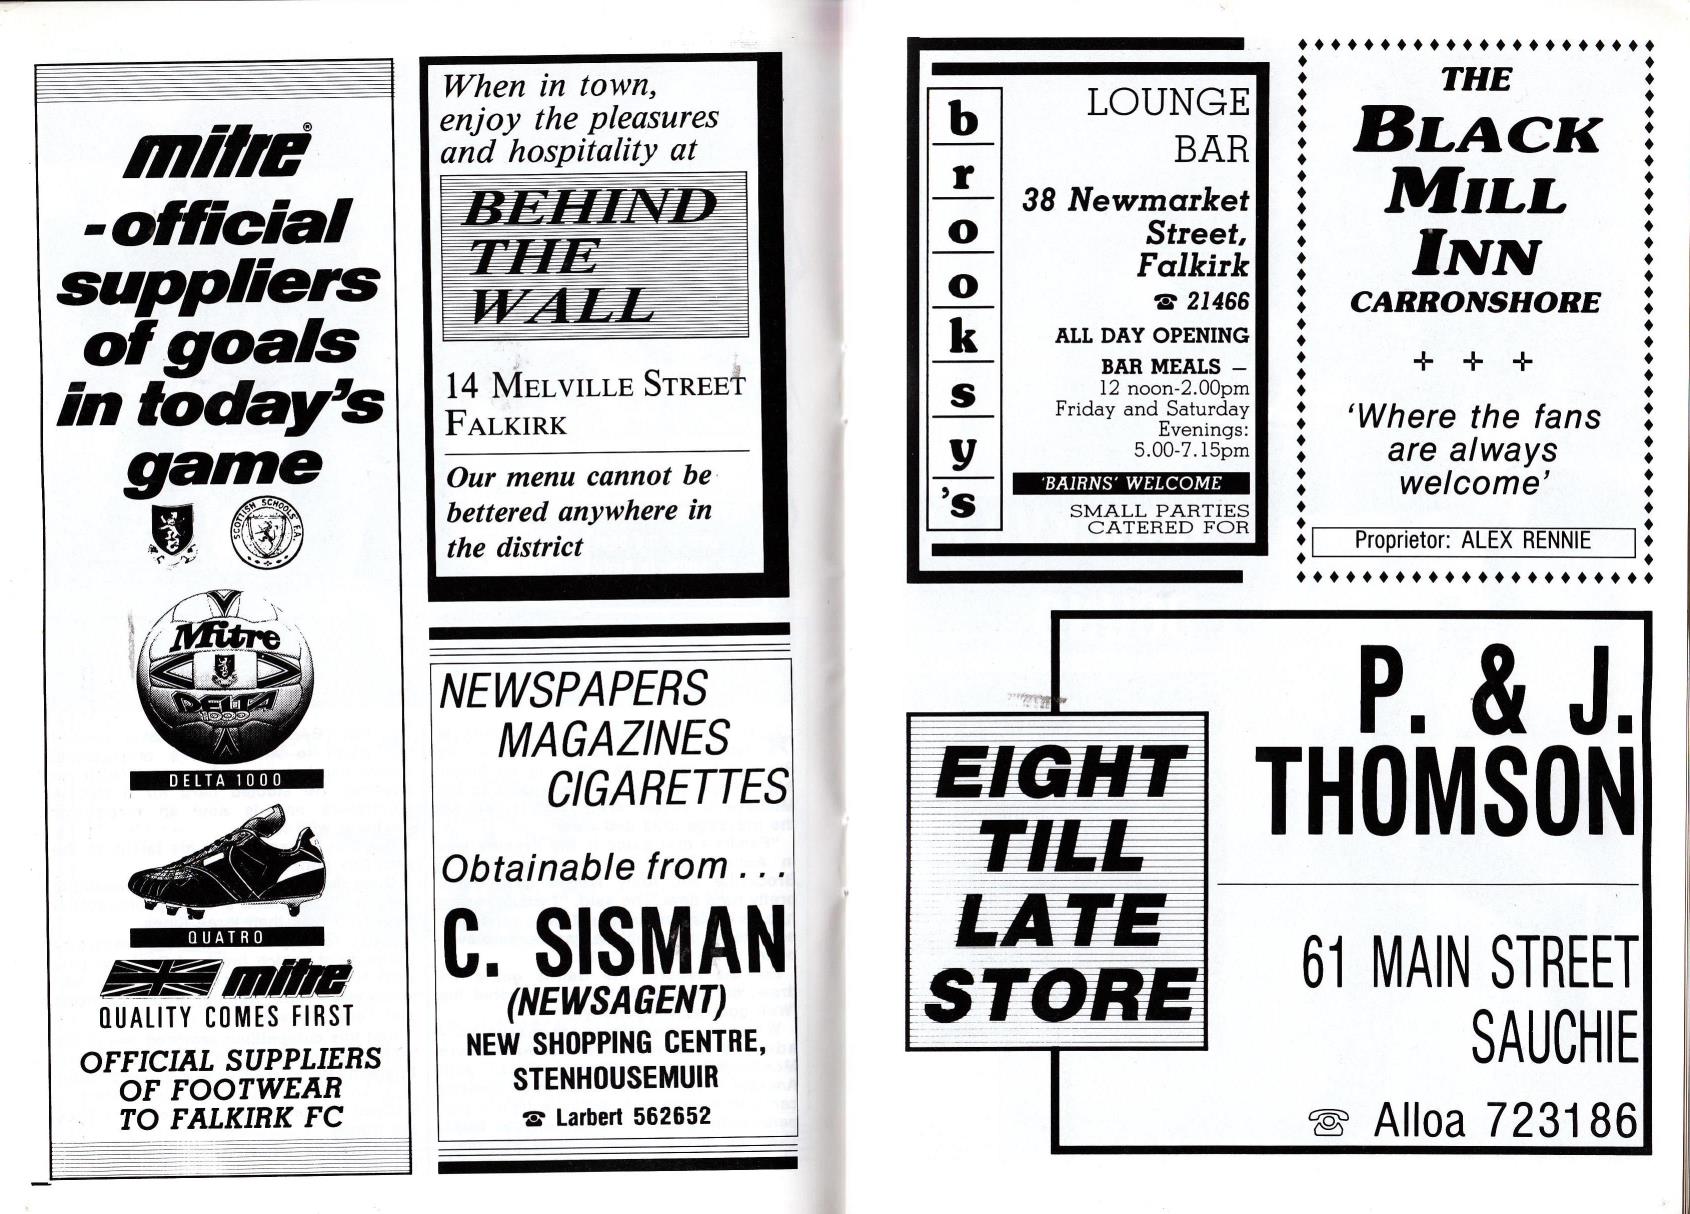 mitre®
-official
suppliers
of goals
in today's
game
SCOTTISH SCHOOLS' F.A.
Mitre
DELTA
1000
DELTA 1000
QUATRO
mitre
QUALITY COMES FIRST
OFFICIAL SUPPLIERS
OF FOOTWEAR
TO FALKIRK FC
When in town,
enjoy the pleasures
and hospitality at
BEHIND
THE
WALL
14 MELVILLE STREET
FALKIRK
Our menu cannot be
bettered anywhere in
the district
NEWSPAPERS
MAGAZINES
CIGARETTES
Obtainable from . . .
C. SISMAN
(NEWSAGENT)
NEW SHOPPING CENTRE,
STENHOUSEMUIR
☎ Larbert 562652
brooksy's
LOUNGE
BAR
38 Newmarket
Street,
Falkirk
☎ 21466
ALL DAY OPENING
BAR MEALS –
12 noon-2.00pm
Friday and Saturday
Evenings:
5.00-7.15pm
'BAIRNS' WELCOME
SMALL PARTIES
CATERED FOR
THE
BLACK
MILL
INN
CARRONSHORE
+ + +
'Where the fans
are always
welcome'
Proprietor: ALEX RENNIE
EIGHT
TILL
LATE
STORE
P. & J.
THOMSON
61 MAIN STREET
SAUCHIE
☏ Alloa 723186